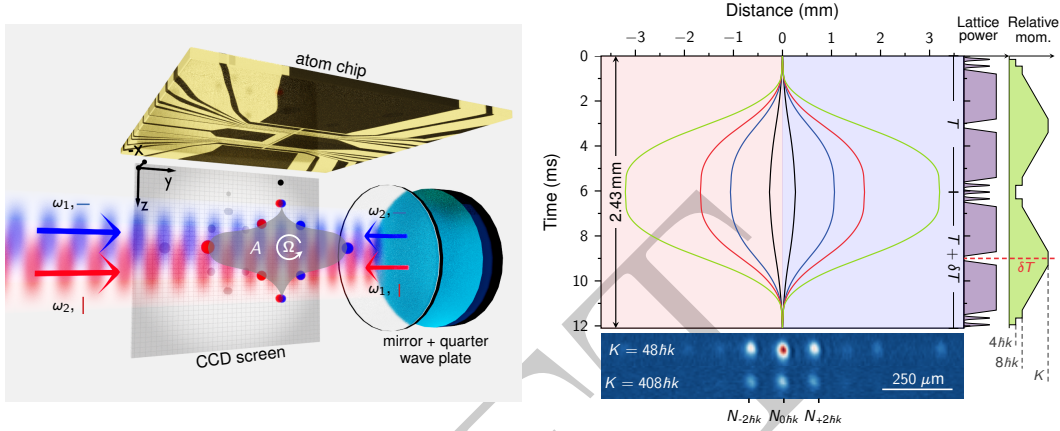 atom chip
-x
y
z
ω₁, –
ω₂, |
ω₂, –
ω₁, |
A
Ω
CCD screen
mirror + quarter
wave plate
Distance (mm)
−3 −2 −1 0 1 2 3
Lattice
power
Relative
mom.
Time (ms)
0
2
4
6
8
10
12
2.43 mm
T
T + δT
δT
4ħk
8ħk
K
K = 48ħk
K = 408ħk
250 μm
N-2ħk N0ħk N+2ħk